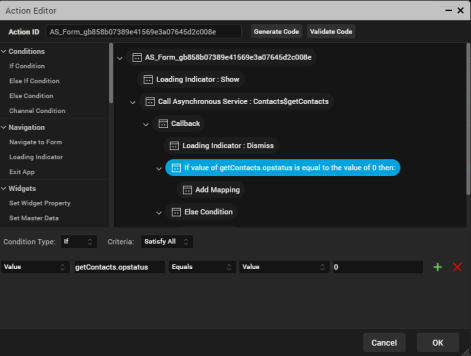 Action Editor
Action ID AS_Form_gb858b07389e41569e3a07645d2c008e Generate Code Validate Code
Conditions
If Condition
Else If Condition
Else Condition
Channel Condition
Navigation
Navigate to Form
Loading Indicator
Exit App
Widgets
Set Widget Property
Set Master Data
AS_Form_gb858b07389e41569e3a07645d2c008e
Loading Indicator : Show
Call Asynchronous Service : Contacts$getContacts
Callback
Loading Indicator : Dismiss
If value of getContacts.opstatus is equal to the value of 0 then:
Add Mapping
Else Condition
Condition Type: If Criteria: Satisfy All
Value getContacts.opstatus Equals Value 0
Cancel OK